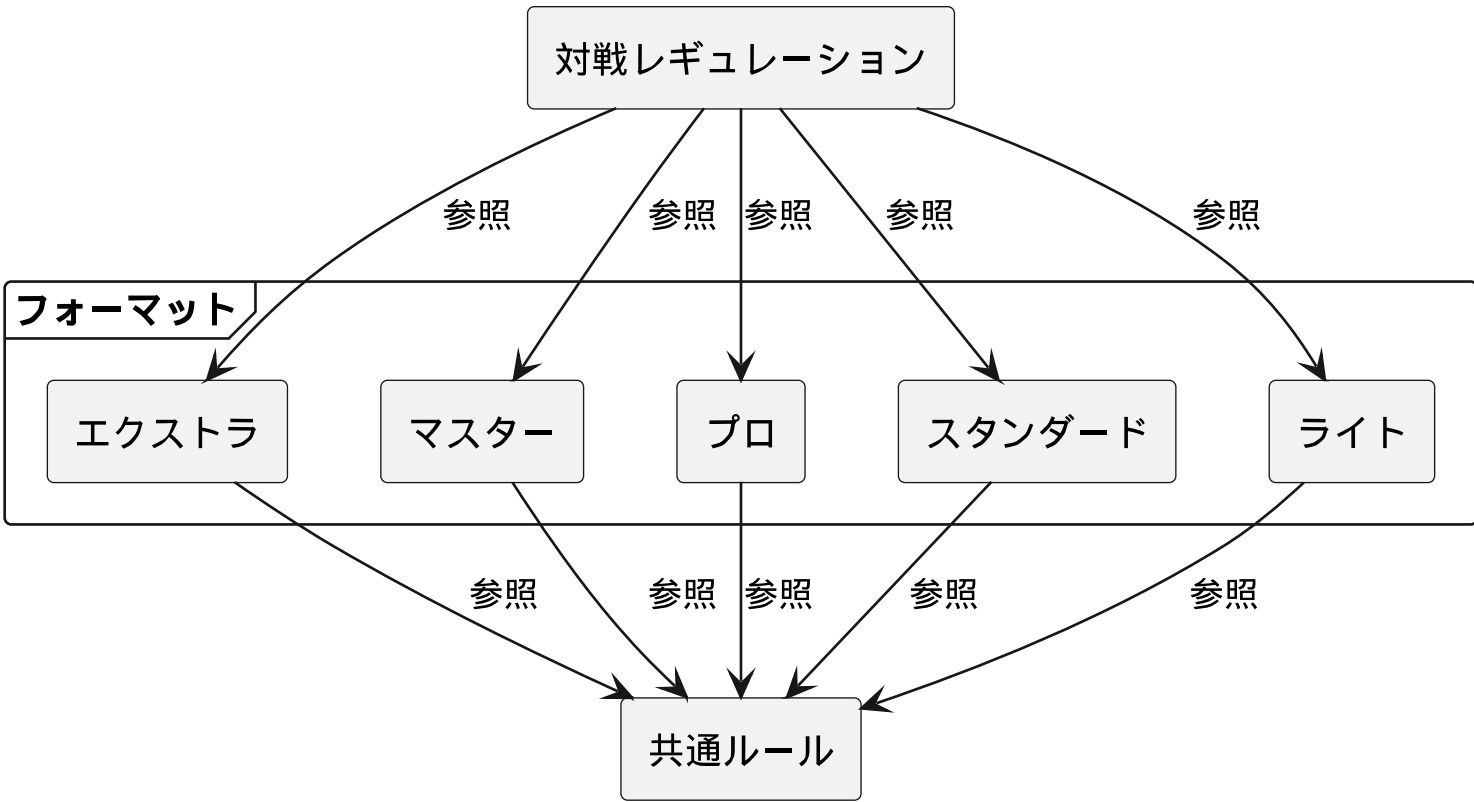 対戦レギュレーション
参照
参照
参照
参照
参照
フォーマット
エクストラ
マスター
プロ
スタンダード
ライト
参照
参照
参照
参照
参照
共通ルール